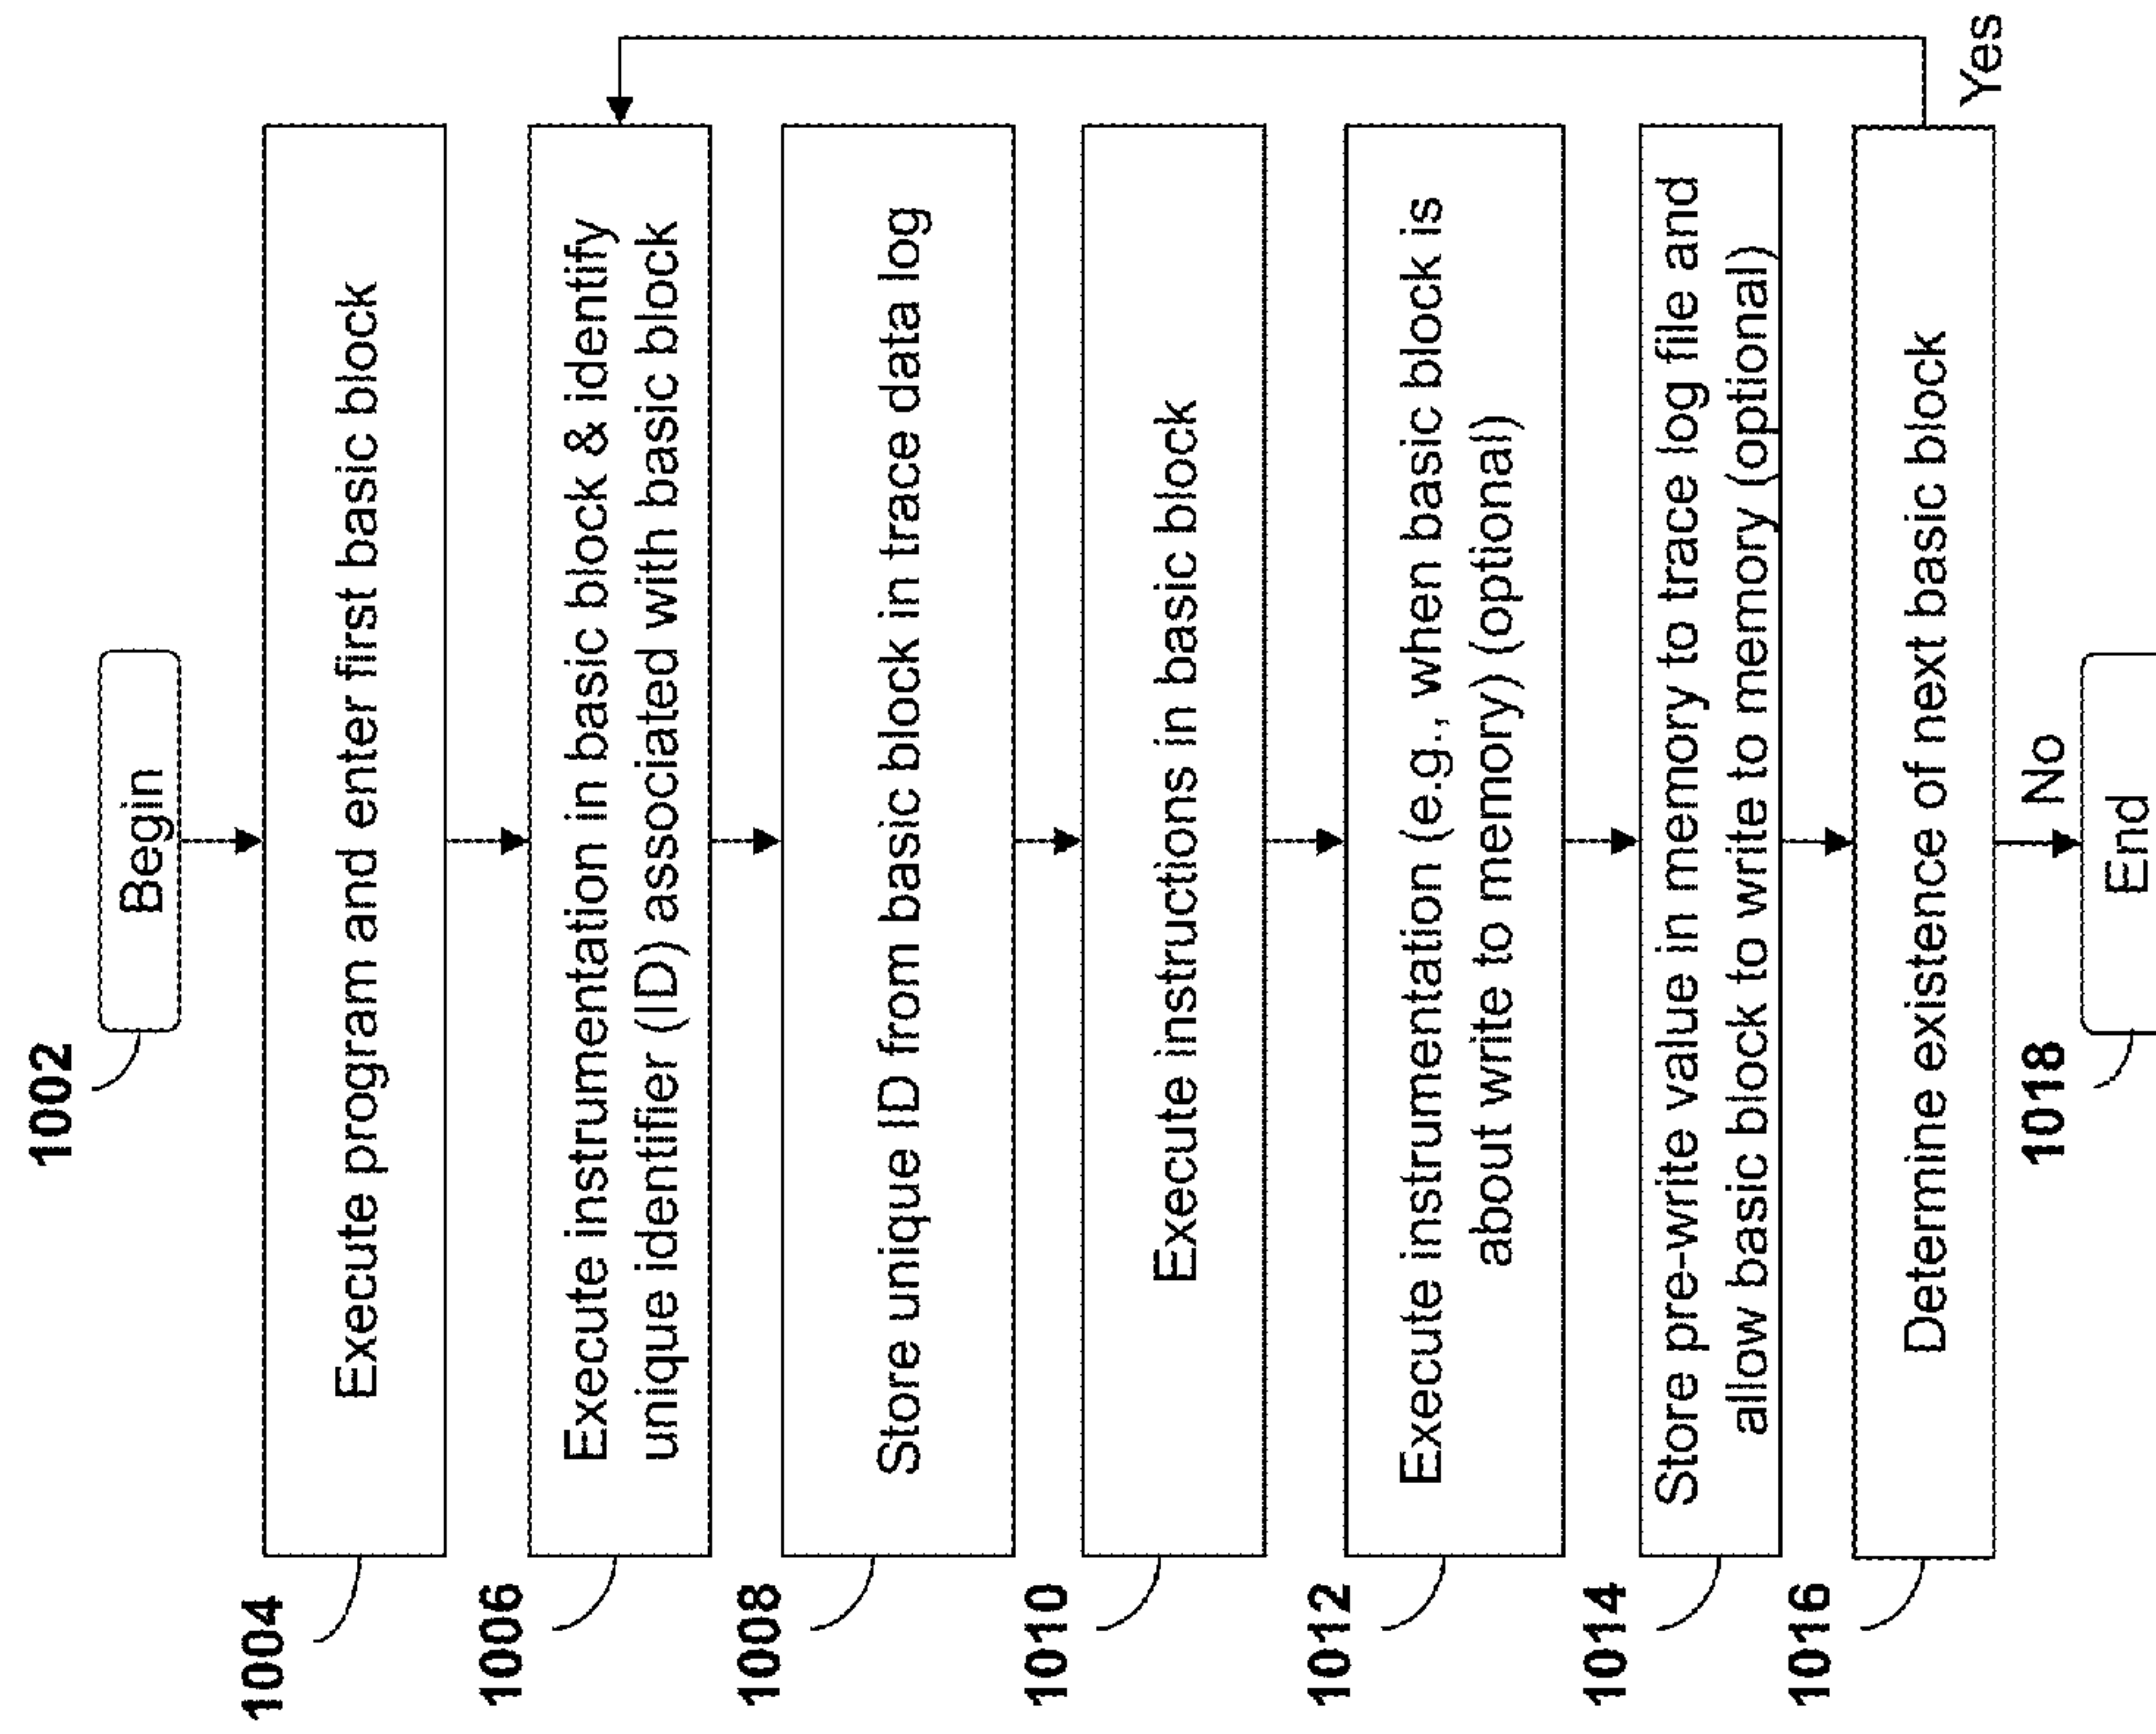 1002
Begin
1004
Execute program and enter first basic block
1006
Execute instrumentation in basic block & identify
unique identifier (ID) associated with basic block
1008
Store unique ID from basic block in trace data log
1010
Execute instructions in basic block
1012
Execute instrumentation (e.g., when basic block is
about write to memory) (optional)
1014
Store pre-write value in memory to trace log file and
allow basic block to write to memory (optional)
1016
Determine existence of next basic block
Yes
No
1018
End